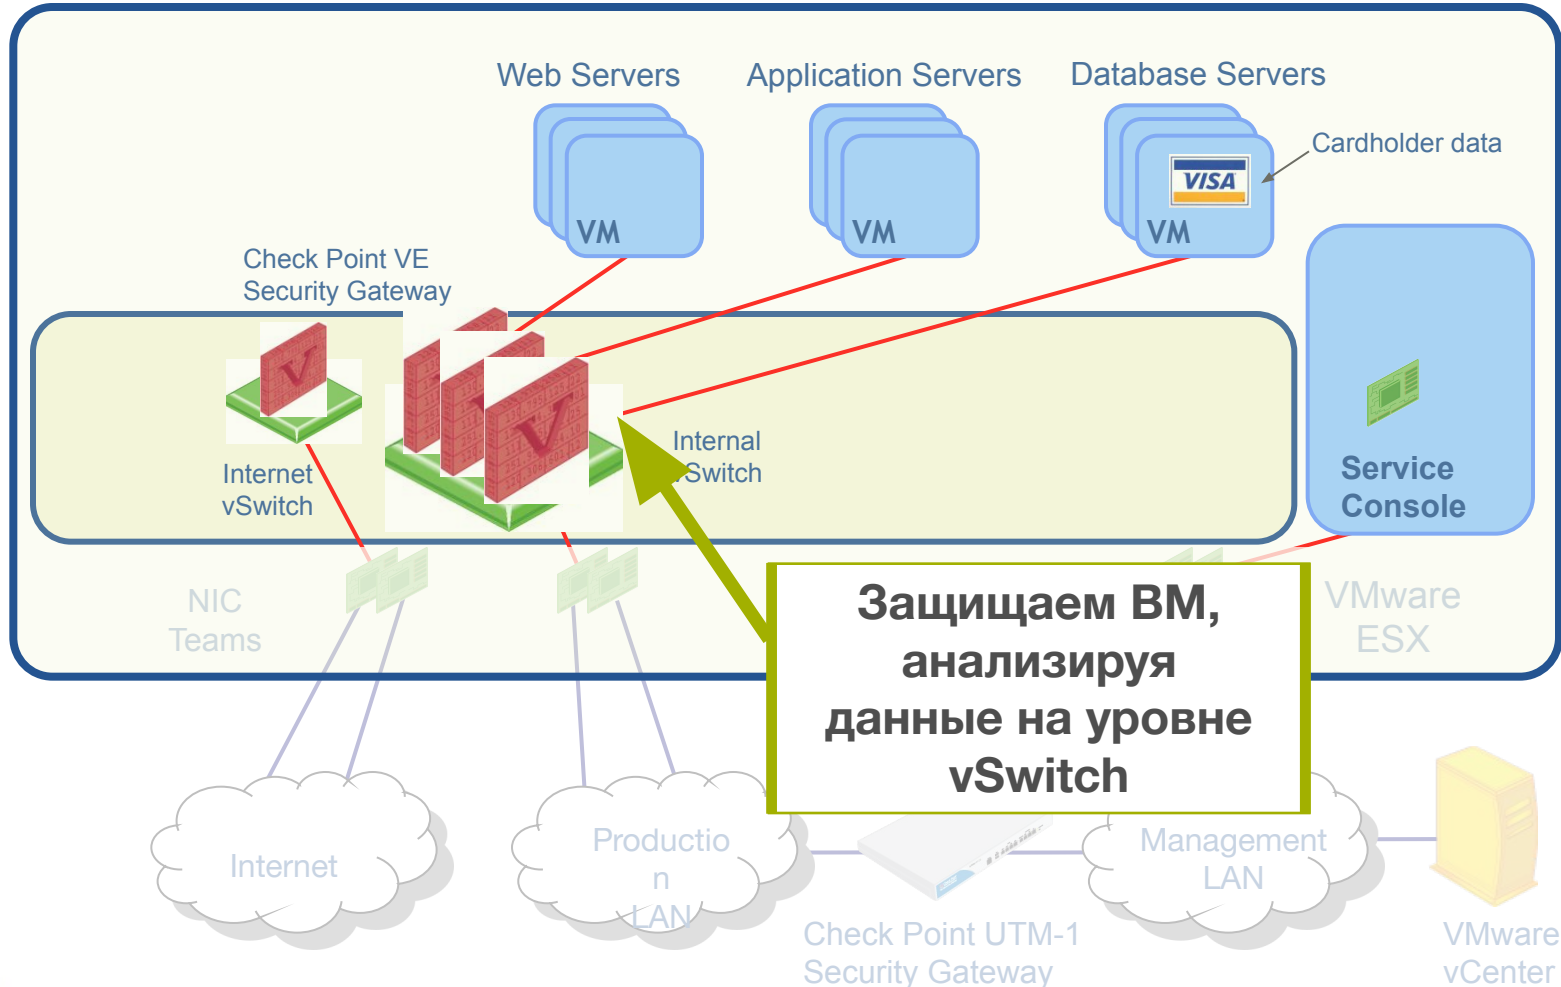 Web Servers
Application Servers
Database Servers
Cardholder data
VISA
VM
VM
VM
Check Point VE
Security Gateway
V
V
Internet
vSwitch
Internal
vSwitch
Service
Console
NIC
Teams
VMware
ESX
Защищаем ВМ,
анализируя
данные на уровне
vSwitch
Internet
Productio
n
LAN
Management
LAN
Check Point UTM-1
Security Gateway
VMware
vCenter